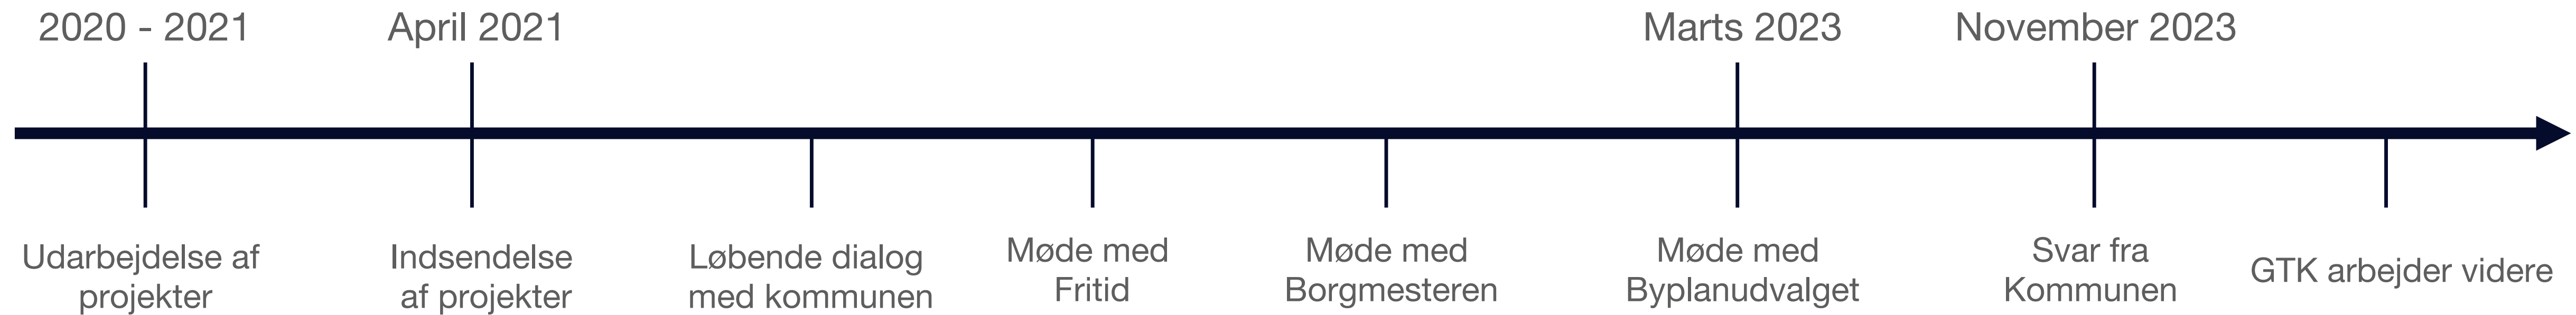 2020 - 2021
April 2021
Marts 2023
November 2023
Udarbejdelse af
projekter
Indsendelse
af projekter
Løbende dialog
med kommunen
Møde med
Fritid
Møde med
Borgmesteren
Møde med
Byplanudvalget
Svar fra
Kommunen
GTK arbejder videre